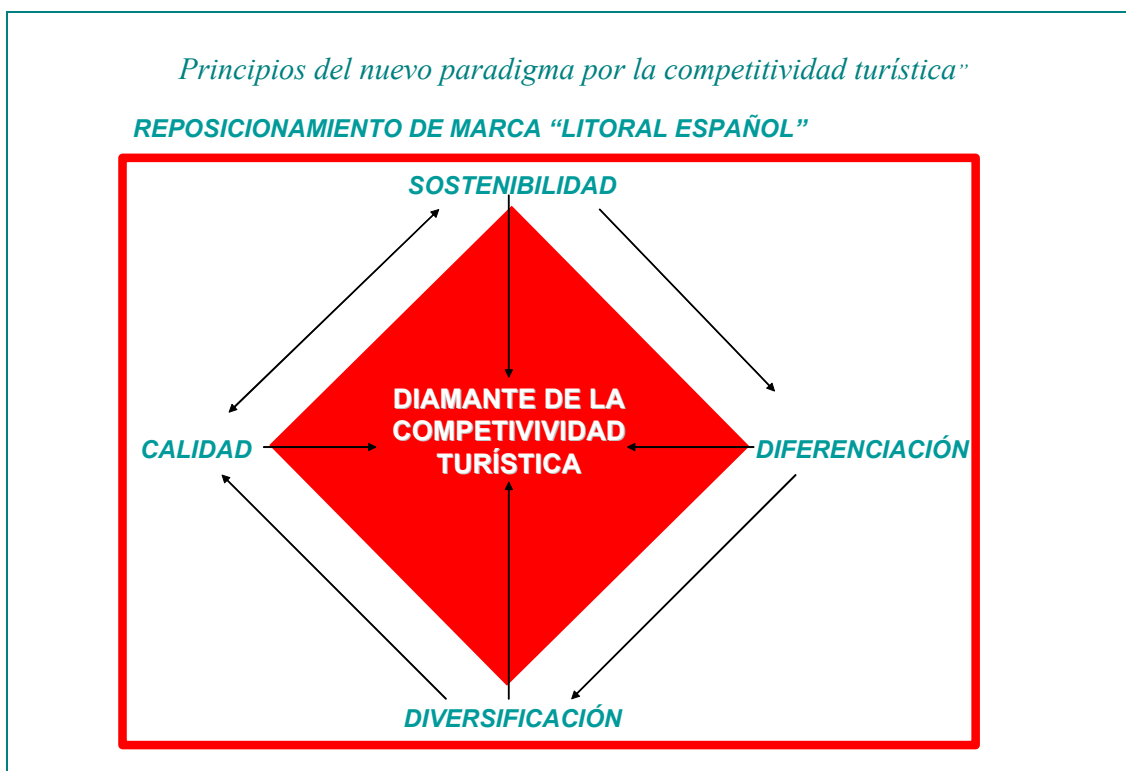 Principios del nuevo paradigma por la competitividad turística”
REPOSICIONAMIENTO DE MARCA “LITORAL ESPAÑOL”
SOSTENIBILIDAD
DIAMANTE DE LA
COMPETIVIVIDAD
TURÍSTICA
CALIDAD
DIFERENCIACIÓN
DIVERSIFICACIÓN